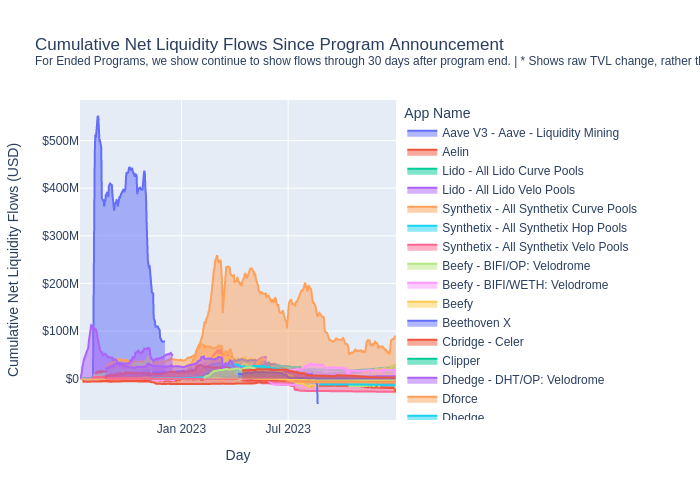 Cumulative Net Liquidity Flows Since Program Announcement
For Ended Programs, we show continue to show flows through 30 days after program end. | * Shows raw TVL change, rather
App Name
Aave V3 - Aave - Liquidity Mining
Aelin
Lido - All Lido Curve Pools
Lido - All Lido Velo Pools
Synthetix - All Synthetix Curve Pools
Synthetix - All Synthetix Hop Pools
Synthetix - All Synthetix Velo Pools
Beefy - BIFI/OP: Velodrome
Beefy - BIFI/WETH: Velodrome
Beefy
Beethoven X
Cbridge - Celer
Clipper
Dhedge - DHT/OP: Velodrome
Dforce
Dhedge
Cumulative Net Liquidity Flows (USD)
$500M
$400M
$300M
$200M
$100M
$0
Jan 2023
Jul 2023
Day